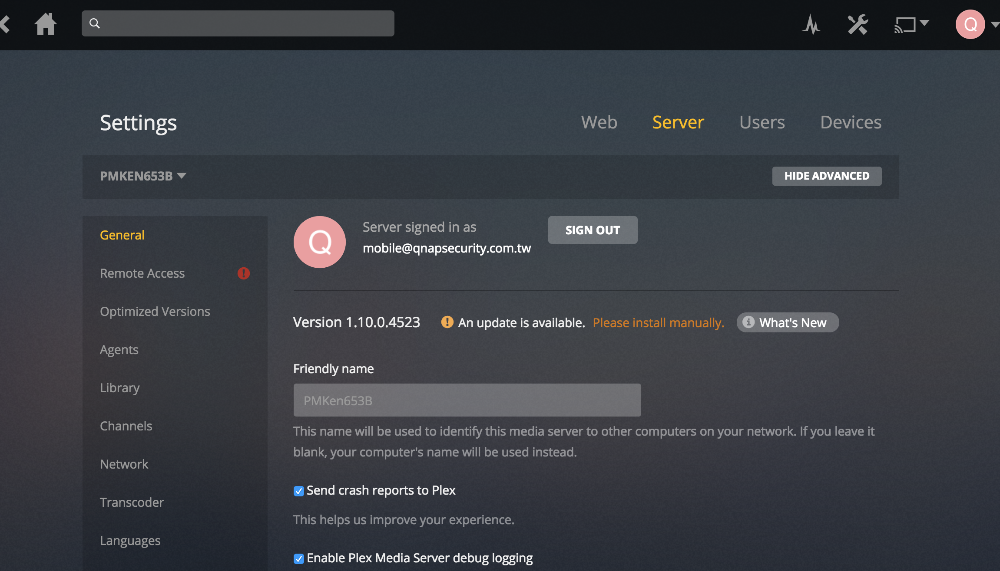 Q
Settings
Web Server Users Devices
PMKEN653B
HIDE ADVANCED
General
Remote Access
Optimized Versions
Agents
Library
Channels
Network
Transcoder
Languages
Q
Server signed in as
mobile@qnapsecurity.com.tw
SIGN OUT
Version 1.10.0.4523
An update is available. Please install manually.
What's New
Friendly name
PMKen653B
This name will be used to identify this media server to other computers on your network. If you leave it
blank, your computer's name will be used instead.
Send crash reports to Plex
This helps us improve your experience.
Enable Plex Media Server debug logging